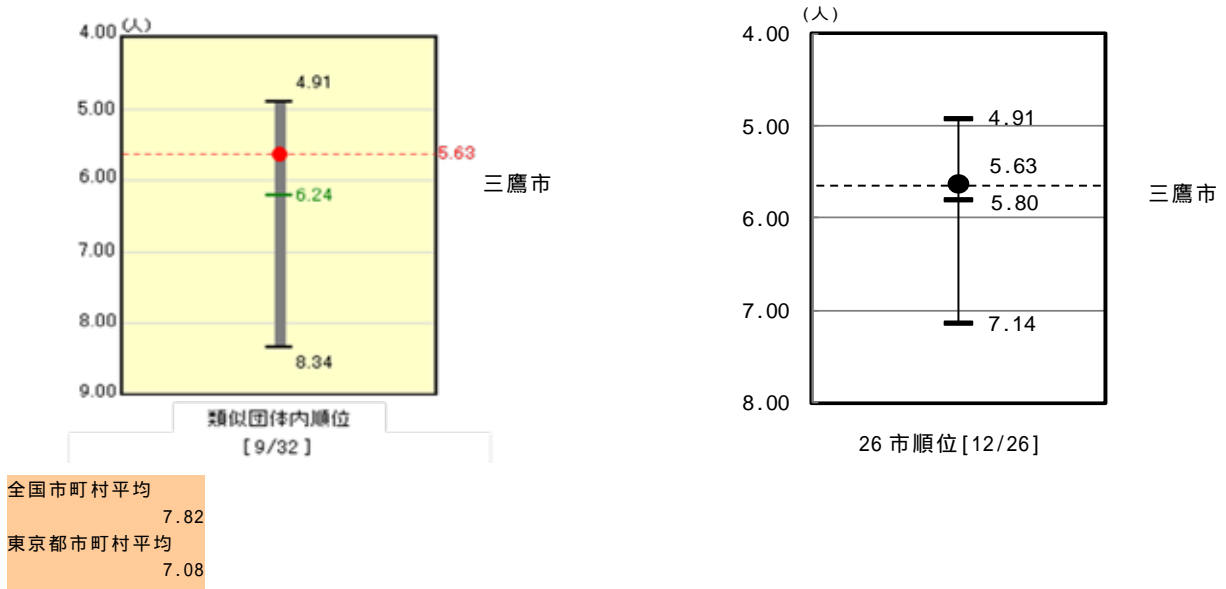 (人)
4.00
4.91
5.00
5.63
6.00
三鷹市
6.24
7.00
8.00
8.34
9.00
類似団体内順位
[9/32]
全国市町村平均
7.82
東京都市町村平均
7.08
(人)
4.00
4.91
5.00
5.63
三鷹市
5.80
6.00
7.00
7.14
8.00
26市順位[12/26]